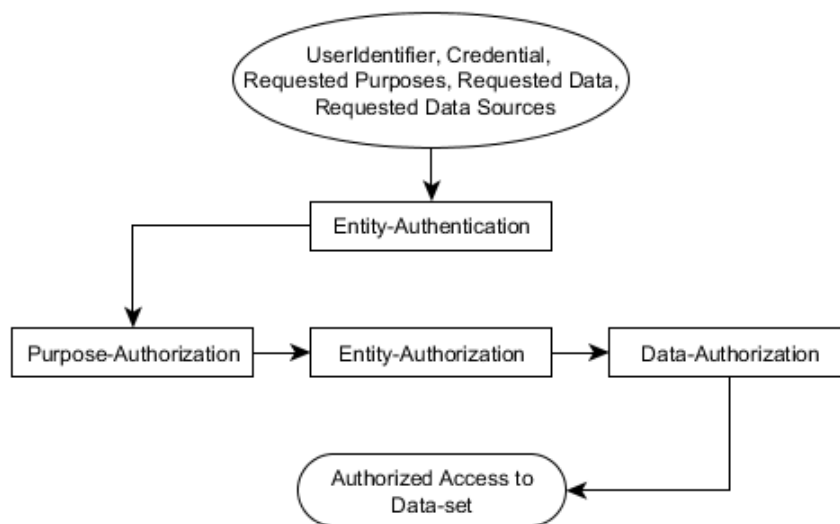 UserIdentifier, Credential,
Requested Purposes, Requested Data,
Requested Data Sources
Entity-Authentication
Purpose-Authorization
Entity-Authorization
Data-Authorization
Authorized Access to
Data-set